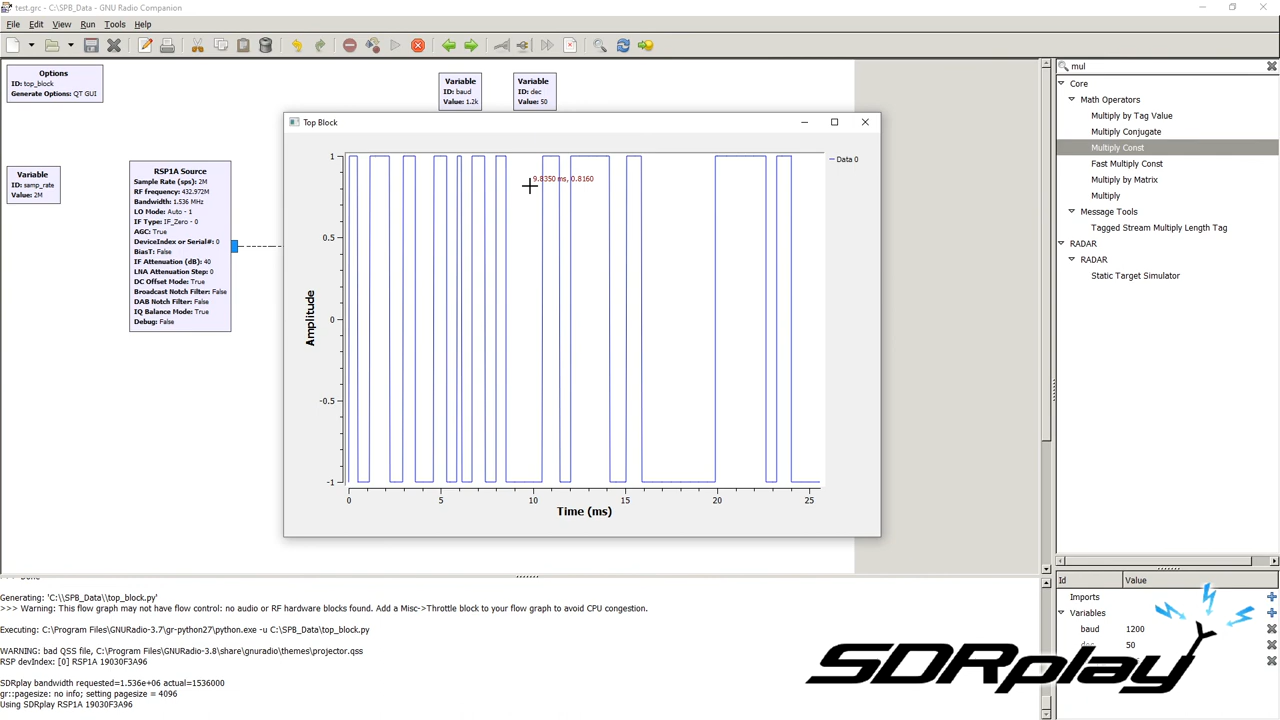 test.grc - C:\SPB_Data - GNU Radio Companion
File Edit View Run Tools Help
Options
ID: top_block
Generate Options: QT GUI
Variable
ID: baud
Value: 1.2k
Variable
ID: dec
Value: 50
Variable
ID: samp_rate
Value: 2M
RSP1A Source
Sample Rate (sps): 2M
RF frequency: 432.972M
Bandwidth: 1.536 MHz
LO Mode: Auto - 1
IF Type: IF_Zero - 0
AGC: True
DeviceIndex or Serial#: 0
BiasT: False
IF Attenuation (dB): 40
LNA Attenuation Step: 0
DC Offset Mode: True
Broadcast Notch Filter: False
DAB Notch Filter: False
IQ Balance Mode: True
Debug: False
Top Block
1
0.5
0
-0.5
-1
Amplitude
9.8350 ms, 0.8160
Data 0
0 5 10 15 20 25
Time (ms)
mul
Core
Math Operators
Multiply by Tag Value
Multiply Conjugate
Multiply Const
Fast Multiply Const
Multiply by Matrix
Multiply
Message Tools
Tagged Stream Multiply Length Tag
RADAR
RADAR
Static Target Simulator
Generating: 'C:\\SPB_Data\\top_block.py'
>>> Warning: This flow graph may not have flow control: no audio or RF hardware blocks found. Add a Misc->Throttle block to your flow graph to avoid CPU congestion.
Executing: C:\Program Files\GNURadio-3.7\gr-python27\python.exe -u C:\SPB_Data\top_block.py
WARNING: bad QSS file, C:\Program Files\GNURadio-3.8\share\gnuradio\themes\projector.qss
RSP devIndex: [0] RSP1A 19030F3A96
SDRplay bandwidth requested=1.536e+06 actual=1536000
gr::pagesize: no info; setting pagesize = 4096
Using SDRplay RSP1A 19030F3A96
Id Value
Imports
Variables
baud 1200
50
SDRplay